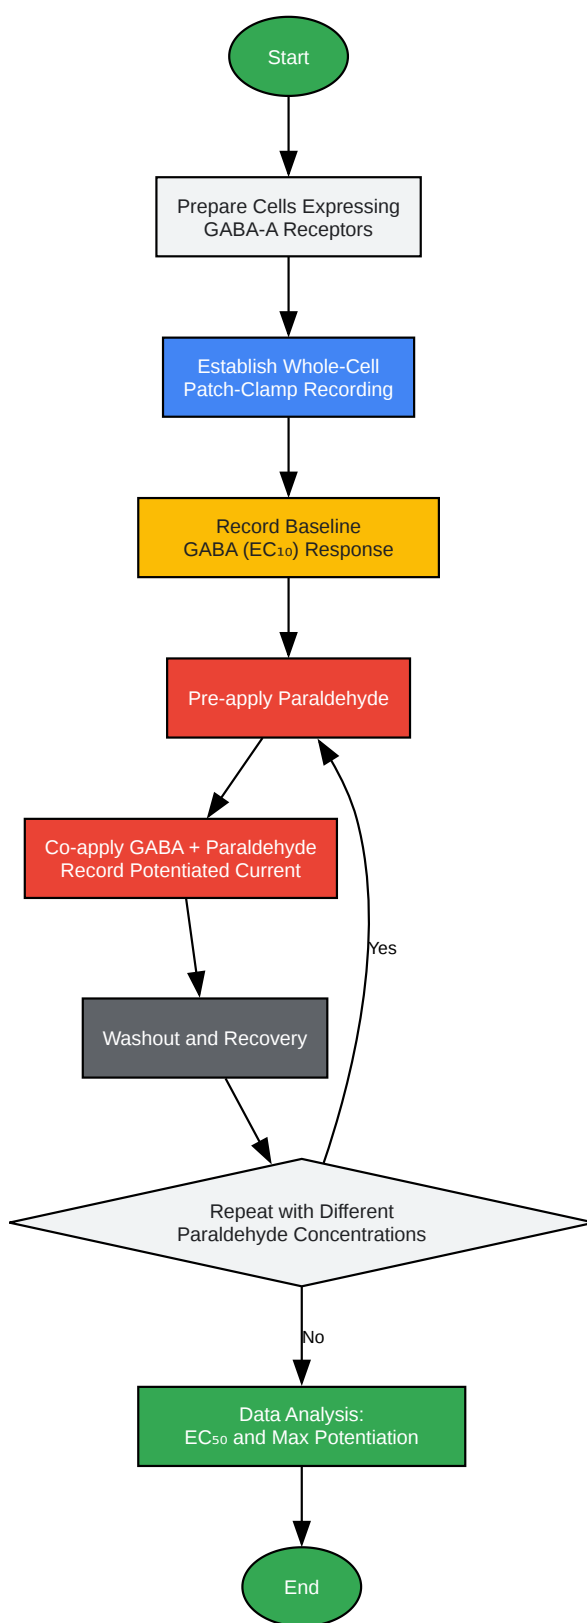 Start
Prepare Cells Expressing
GABA-A Receptors
Establish Whole-Cell
Patch-Clamp Recording
Record Baseline
GABA (EC₁₀) Response
Pre-apply Paraldehyde
Co-apply GABA + Paraldehyde
Record Potentiated Current
Yes
Washout and Recovery
Repeat with Different
Paraldehyde Concentrations
No
Data Analysis:
EC₅₀ and Max Potentiation
End